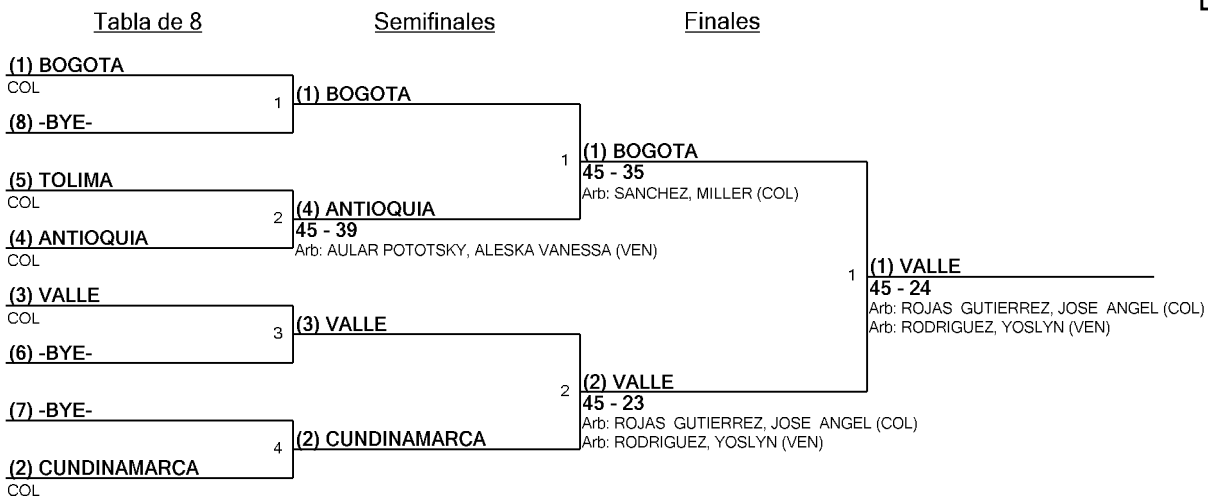 Tabla de 8
Semifinales
Finales
(1) BOGOTA
COL
1
(8) -BYE-
(1) BOGOTA
(5) TOLIMA
COL
2
(4) ANTIOQUIA
COL
(4) ANTIOQUIA
45 - 39
Arb: AULAR POTOTSKY, ALESKA VANESSA (VEN)
1
(1) BOGOTA
45 - 35
Arb: SANCHEZ, MILLER (COL)
(3) VALLE
COL
3
(6) -BYE-
(3) VALLE
(7) -BYE-
4
(2) CUNDINAMARCA
COL
(2) CUNDINAMARCA
2
(2) VALLE
45 - 23
Arb: ROJAS  GUTIERREZ, JOSE  ANGEL (COL)
Arb: RODRIGUEZ, YOSLYN (VEN)
1
(1) VALLE
45 - 24
Arb: ROJAS  GUTIERREZ, JOSE  ANGEL (COL)
Arb: RODRIGUEZ, YOSLYN (VEN)